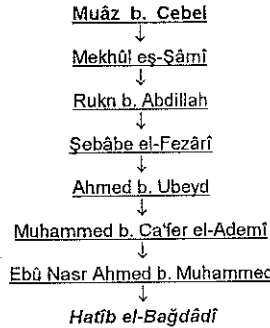 Muâz b. Cebel
↓
Mekhûl eş-Şâmî
↓
Rukn b. Abdillah
↓
Şebâbe el-Fezârî
↓
Ahmed b. Ubeyd
↓
Muhammed b. Ca'fer el-Ademî
↓
Ebû Nasr Ahmed b. Muhammed
↓
Hatîb el-Bağdâdî